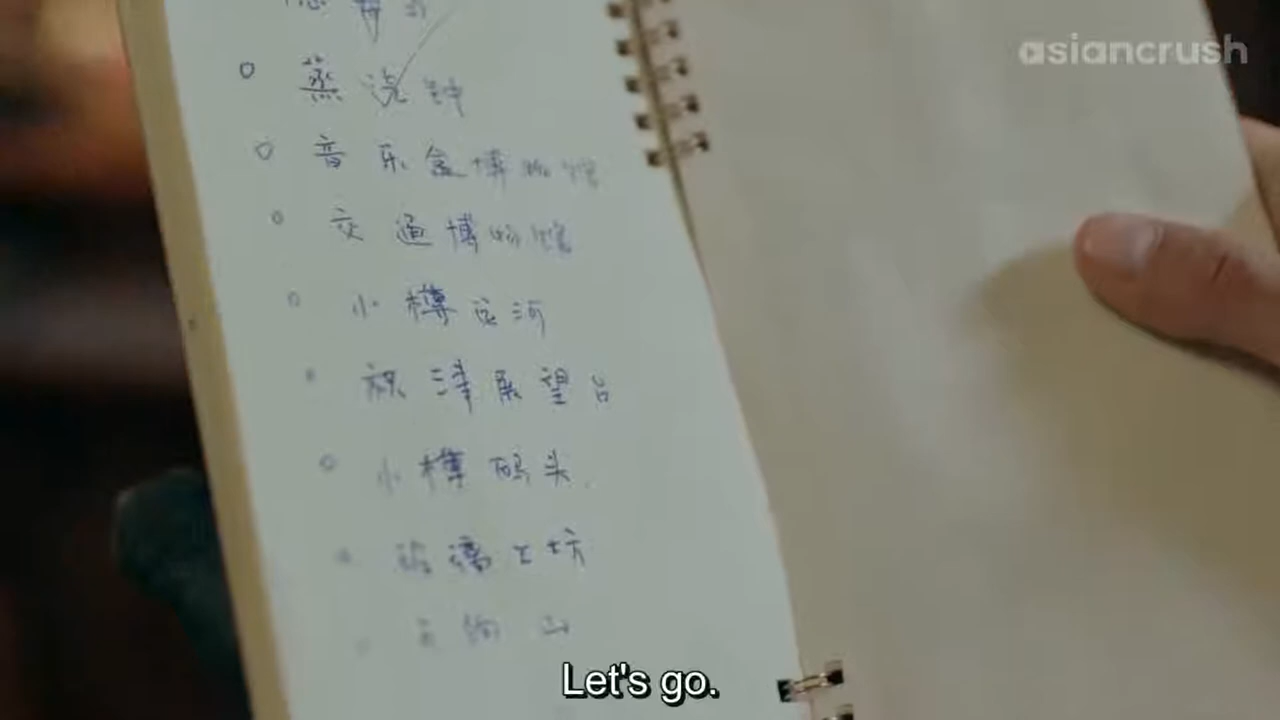 asiancrush
蒸汽钟
音乐盒博物馆
交通博物馆
小樽运河
祝津展望台
小樽码头
玻璃工坊
天狗山
Let's go.